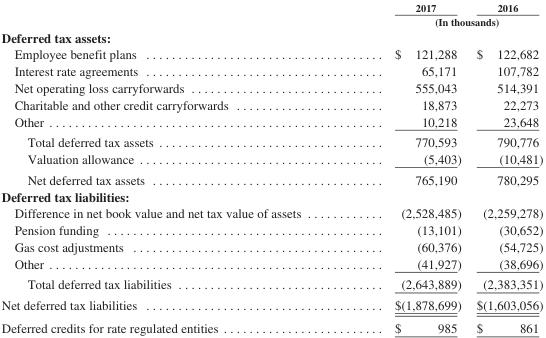 2017 2016
(In thousands)
Deferred tax assets:
Employee benefit plans ..................................... $ 121,288 $ 122,682
Interest rate agreements ..................................... 65,171 107,782
Net operating loss carryforwards .............................. 555,043 514,391
Charitable and other credit carryforwards ....................... 18,873 22,273
Other .................................................... 10,218 23,648
Total deferred tax assets ................................... 770,593 790,776
Valuation allowance ...................................... (5,403) (10,481)
Net deferred tax assets .................................... 765,190 780,295
Deferred tax liabilities:
Difference in net book value and net tax value of assets ............ (2,528,485) (2,259,278)
Pension funding .......................................... (13,101) (30,652)
Gas cost adjustments ....................................... (60,376) (54,725)
Other .................................................... (41,927) (38,696)
Total deferred tax liabilities ................................ (2,643,889) (2,383,351)
Net deferred tax liabilities ...................................... $(1,878,699) $(1,603,056)
Deferred credits for rate regulated entities ......................... $ 985 $ 861